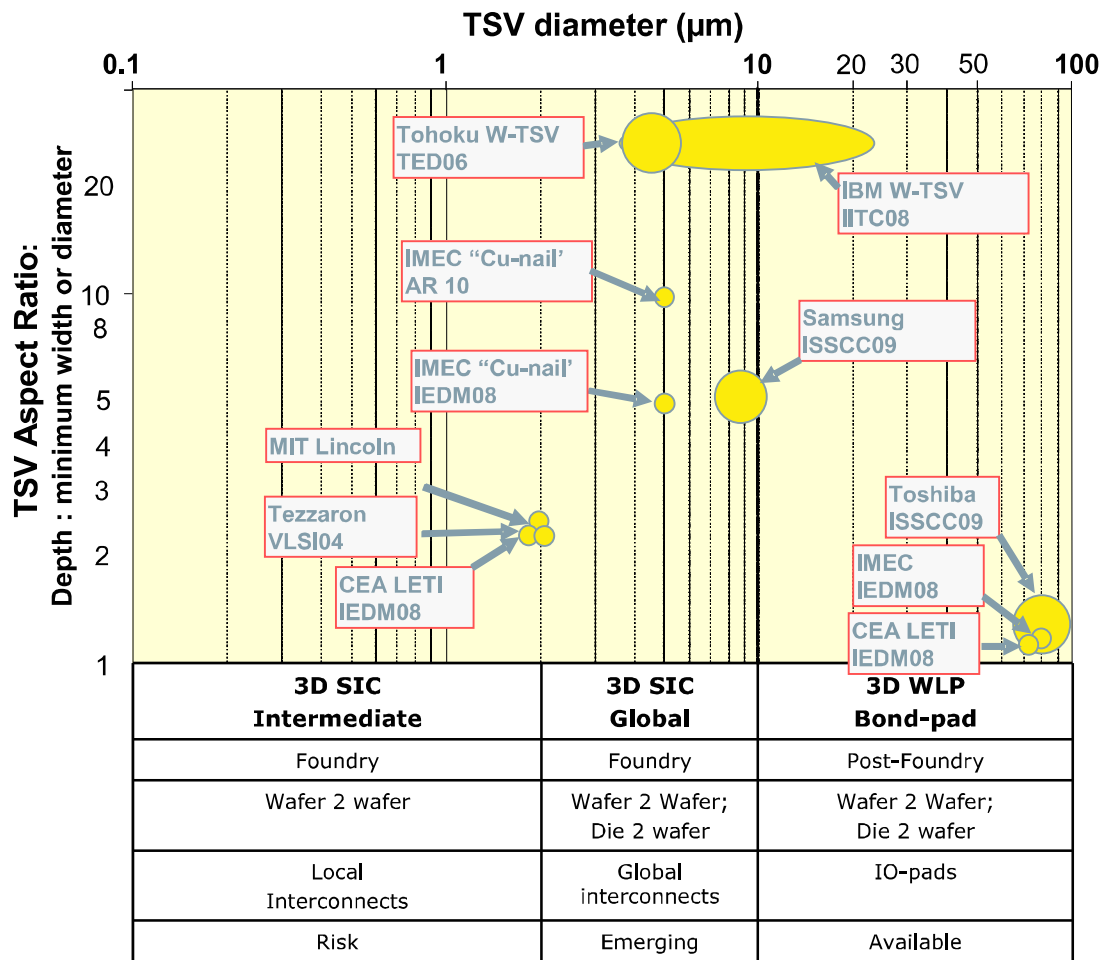 TSV diameter (µm)
0.1 1 10 20 30 50 100
TSV Aspect Ratio:
Depth : minimum width or diameter
20
10
8
5
4
3
2
1
Tohoku W-TSV
TED06
IBM W-TSV
IITC08
IMEC “Cu-nail’
AR 10
Samsung
ISSCC09
IMEC “Cu-nail’
IEDM08
MIT Lincoln
Tezzaron
VLSI04
CEA LETI
IEDM08
Toshiba
ISSCC09
IMEC
IEDM08
CEA LETI
IEDM08
3D SIC
Intermediate
3D SIC
Global
3D WLP
Bond-pad
Foundry
Foundry
Post-Foundry
Wafer 2 wafer
Wafer 2 Wafer;
Die 2 wafer
Wafer 2 Wafer;
Die 2 wafer
Local
Interconnects
Global
interconnects
IO-pads
Risk
Emerging
Available